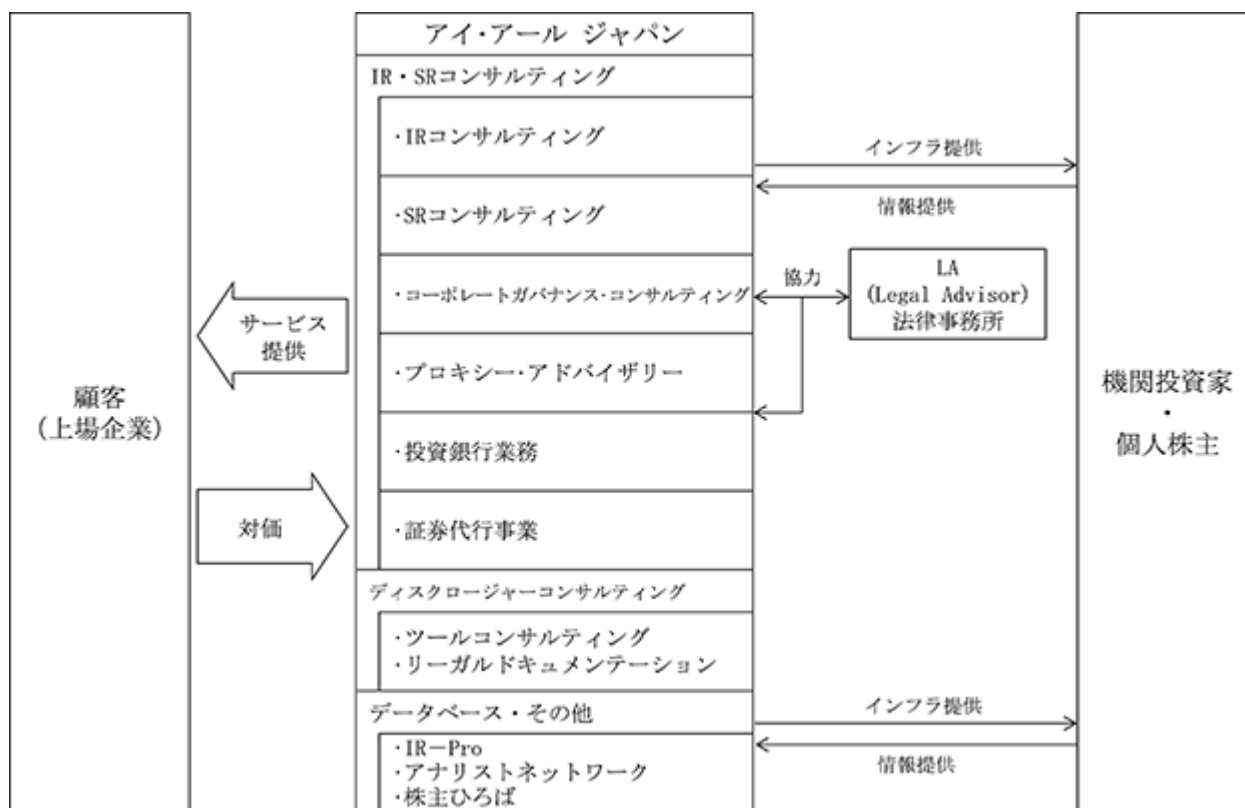 アイ・アール ジャパン
IR・SRコンサルティング
・IRコンサルティング
・SRコンサルティング
・コーポレートガバナンス・コンサルティング
・プロキシー・アドバイザリー
・投資銀行業務
・証券代行事業
ディスクロージャーコンサルティング
・ツールコンサルティング
・リーガルドキュメンテーション
データベース・その他
・IR－Pro
・アナリストネットワーク
・株主ひろば
顧客
(上場企業)
サービス
提供
対価
インフラ提供
情報提供
協力
LA
(Legal Advisor)
法律事務所
機関投資家
・
個人株主
インフラ提供
情報提供